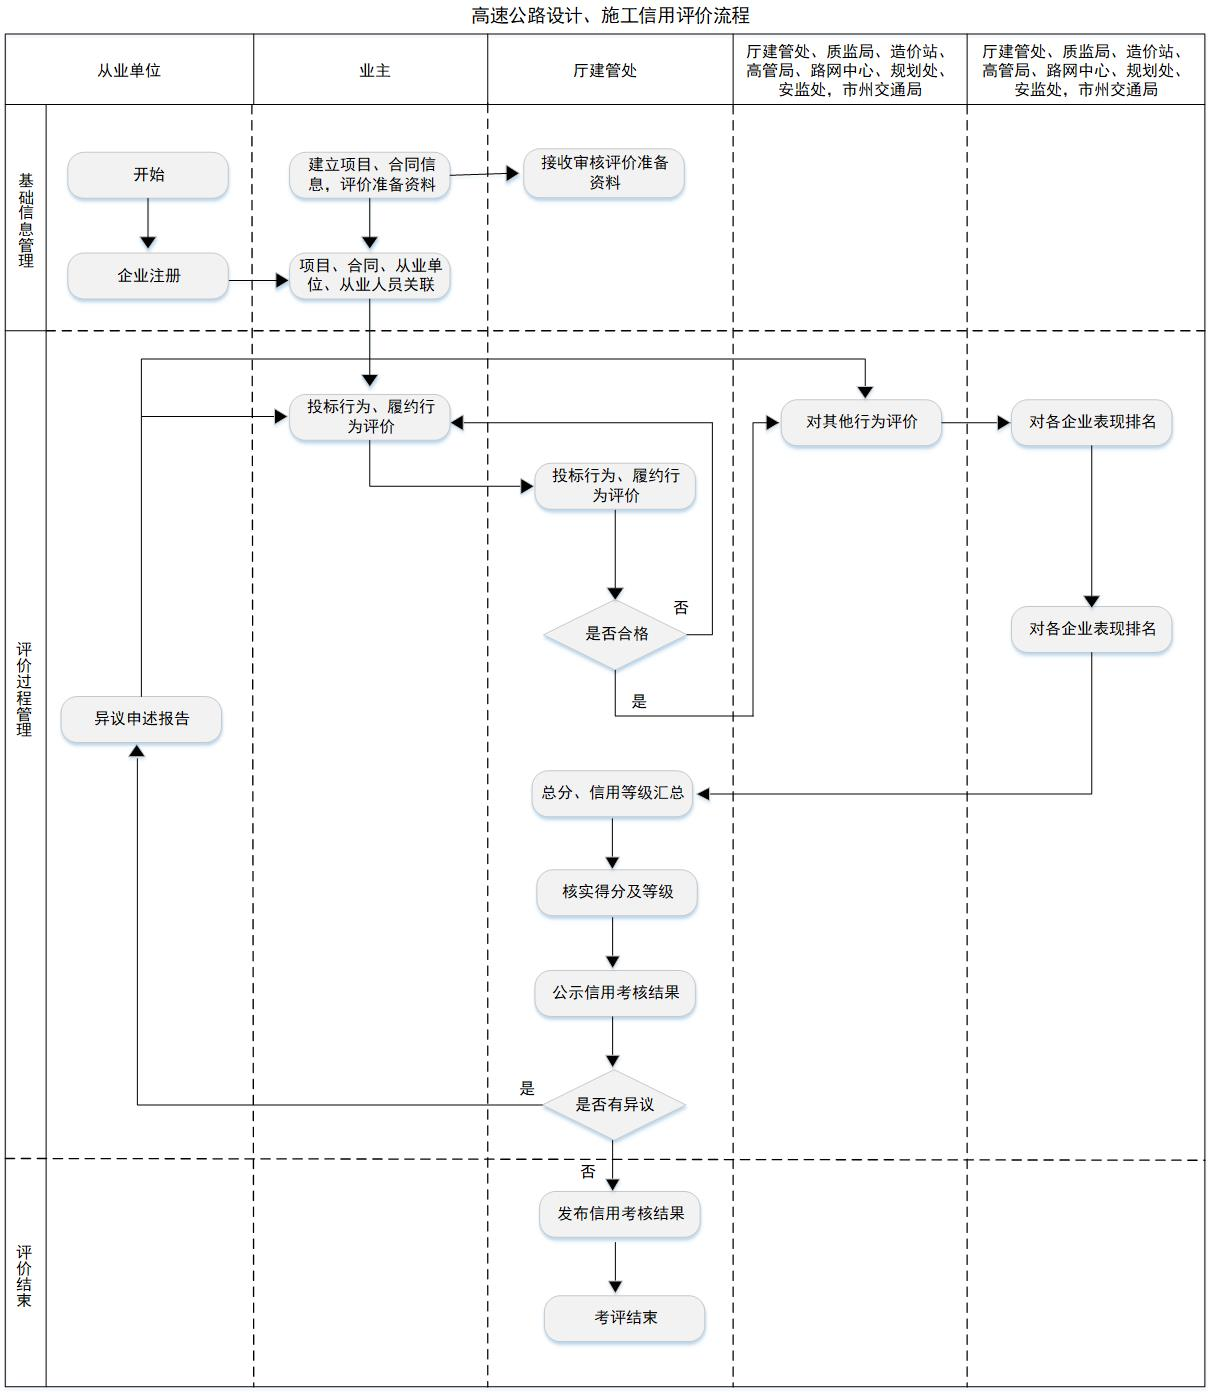 高速公路设计、施工信用评价流程
从业单位
业主
厅建管处
厅建管处、质监局、造价站、
高管局、路网中心、规划处、
安监处，市州交通局
厅建管处、质监局、造价站、
高管局、路网中心、规划处、
安监处，市州交通局
基础信息管理
开始
建立项目、合同信
息，评价准备资料
接收审核评价准备
资料
企业注册
项目、合同、从业单
位、从业人员关联
评价过程管理
投标行为、履约行
为评价
对其他行为评价
对各企业表现排名
投标行为、履约行
为评价
否
是否合格
对各企业表现排名
是
异议申述报告
总分、信用等级汇总
核实得分及等级
公示信用考核结果
是
是否有异议
否
评价结束
发布信用考核结果
考评结束